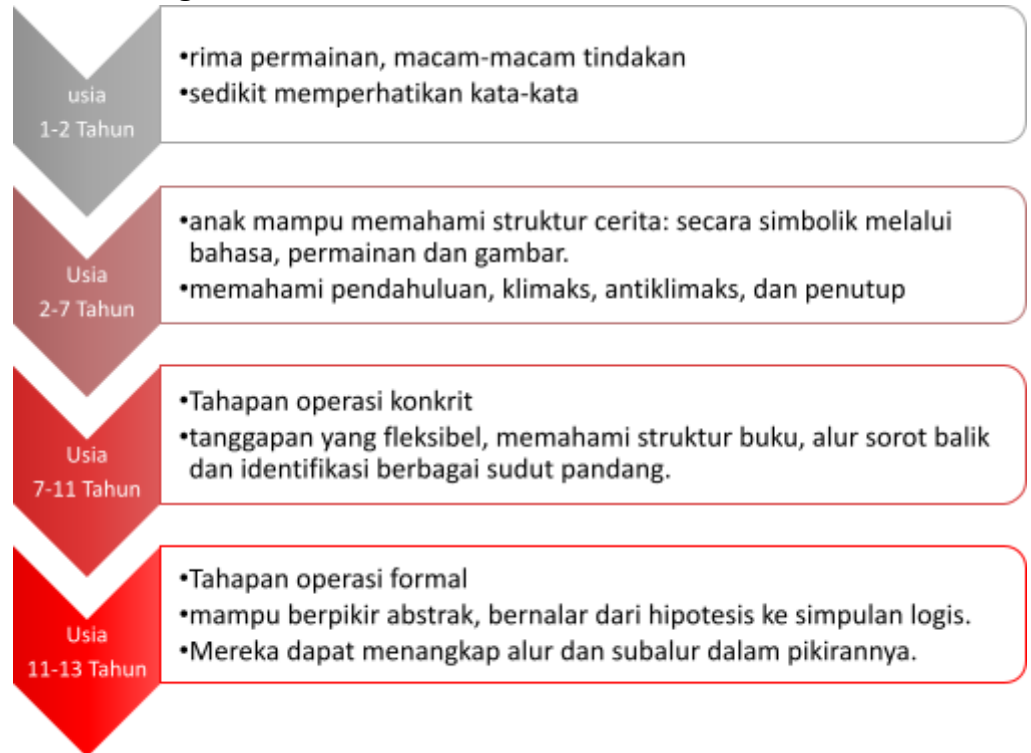 usia
1-2 Tahun
•rima permainan, macam-macam tindakan
•sedikit memperhatikan kata-kata
Usia
2-7 Tahun
•anak mampu memahami struktur cerita: secara simbolik melalui
bahasa, permainan dan gambar.
•memahami pendahuluan, klimaks, antiklimaks, dan penutup
Usia
7-11 Tahun
•Tahapan operasi konkrit
•tanggapan yang fleksibel, memahami struktur buku, alur sorot balik
dan identifikasi berbagai sudut pandang.
Usia
11-13 Tahun
•Tahapan operasi formal
•mampu berpikir abstrak, bernalar dari hipotesis ke simpulan logis.
•Mereka dapat menangkap alur dan subalur dalam pikirannya.